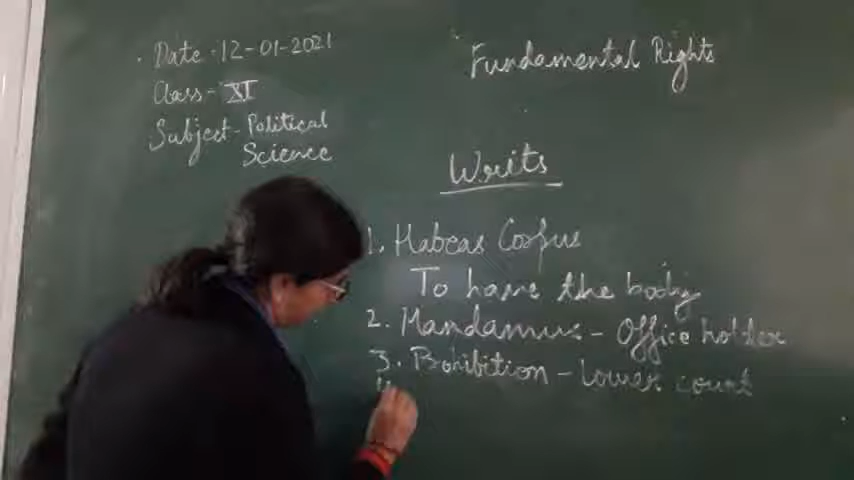 Date - 12-01-2021
Class - XI
Subject - Political
Science
Fundamental Rights
Writs
1. Habeas Corpus
To have the body
2. Mandamus - Office holder
3. Prohibition - Lower court
4